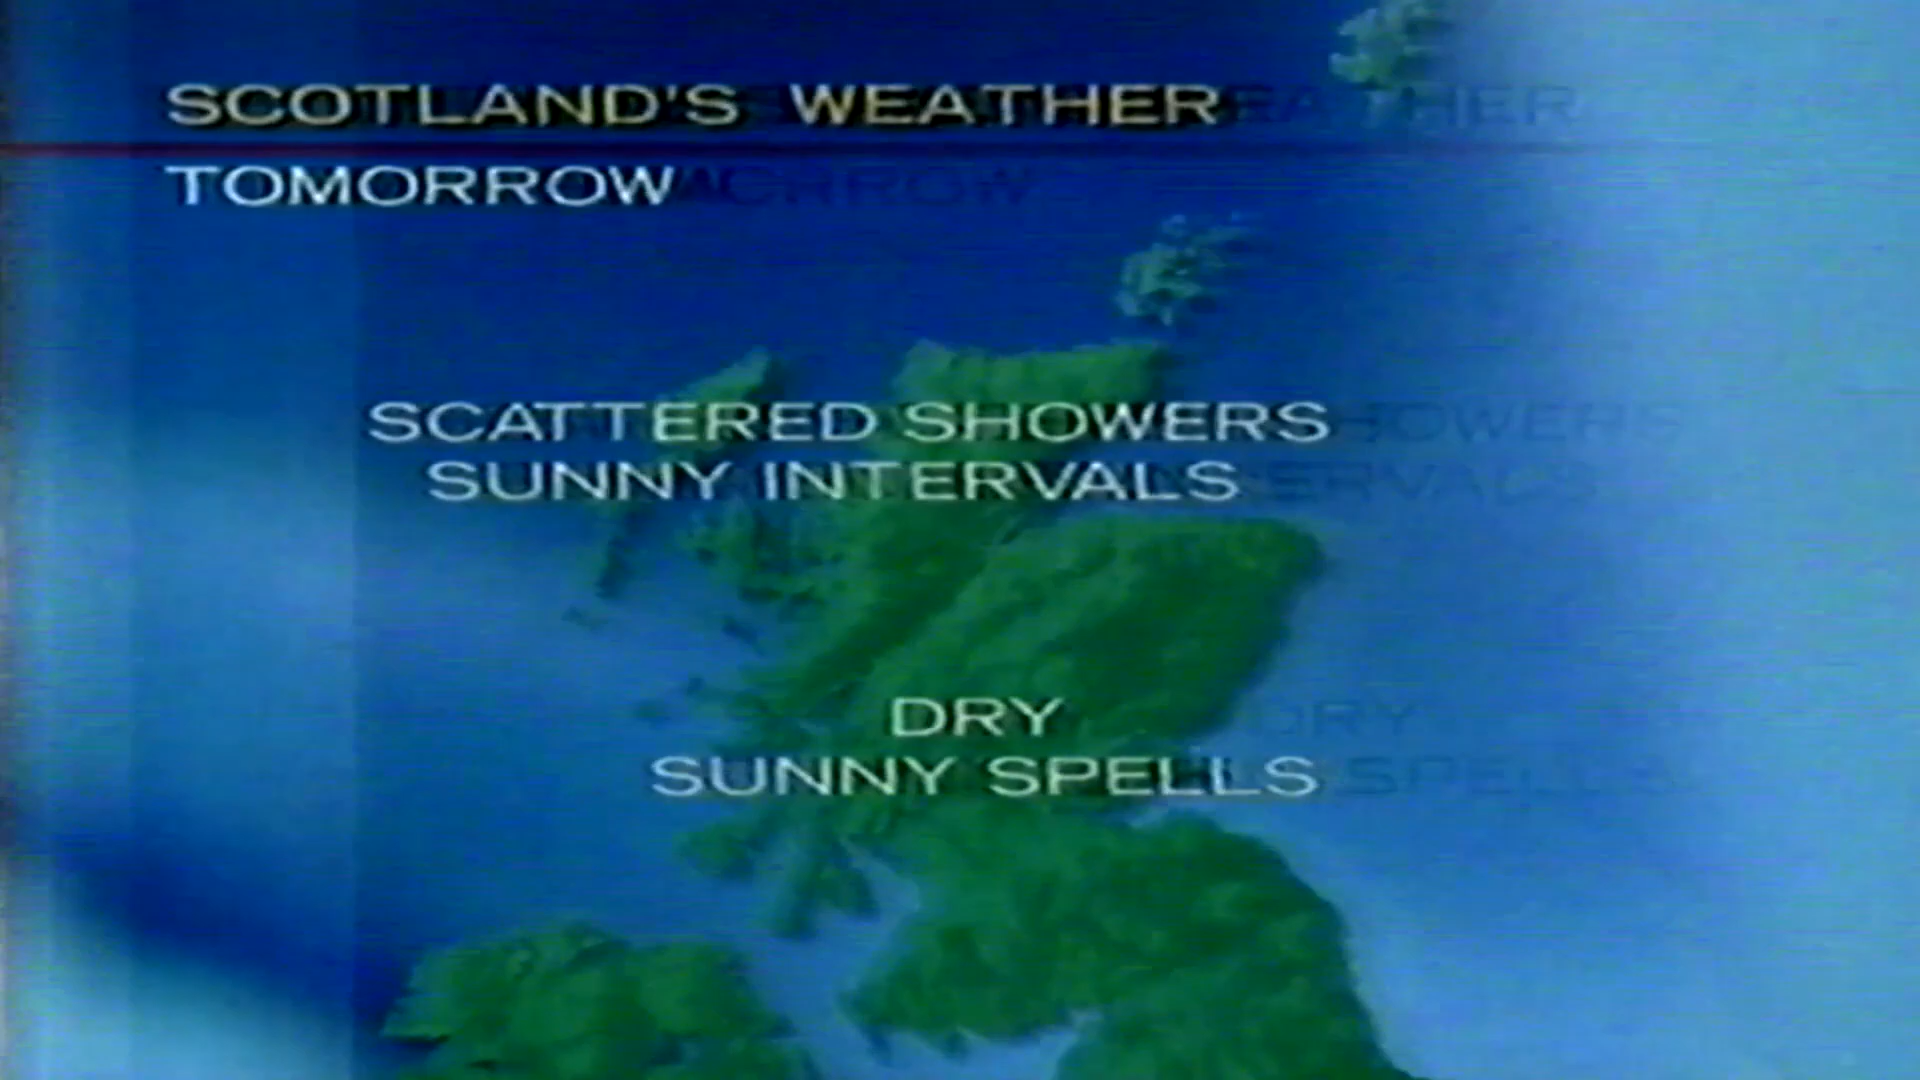 SCOTLAND'S WEATHER
TOMORROW
SCATTERED SHOWERS
SUNNY INTERVALS
DRY
SUNNY SPELLS